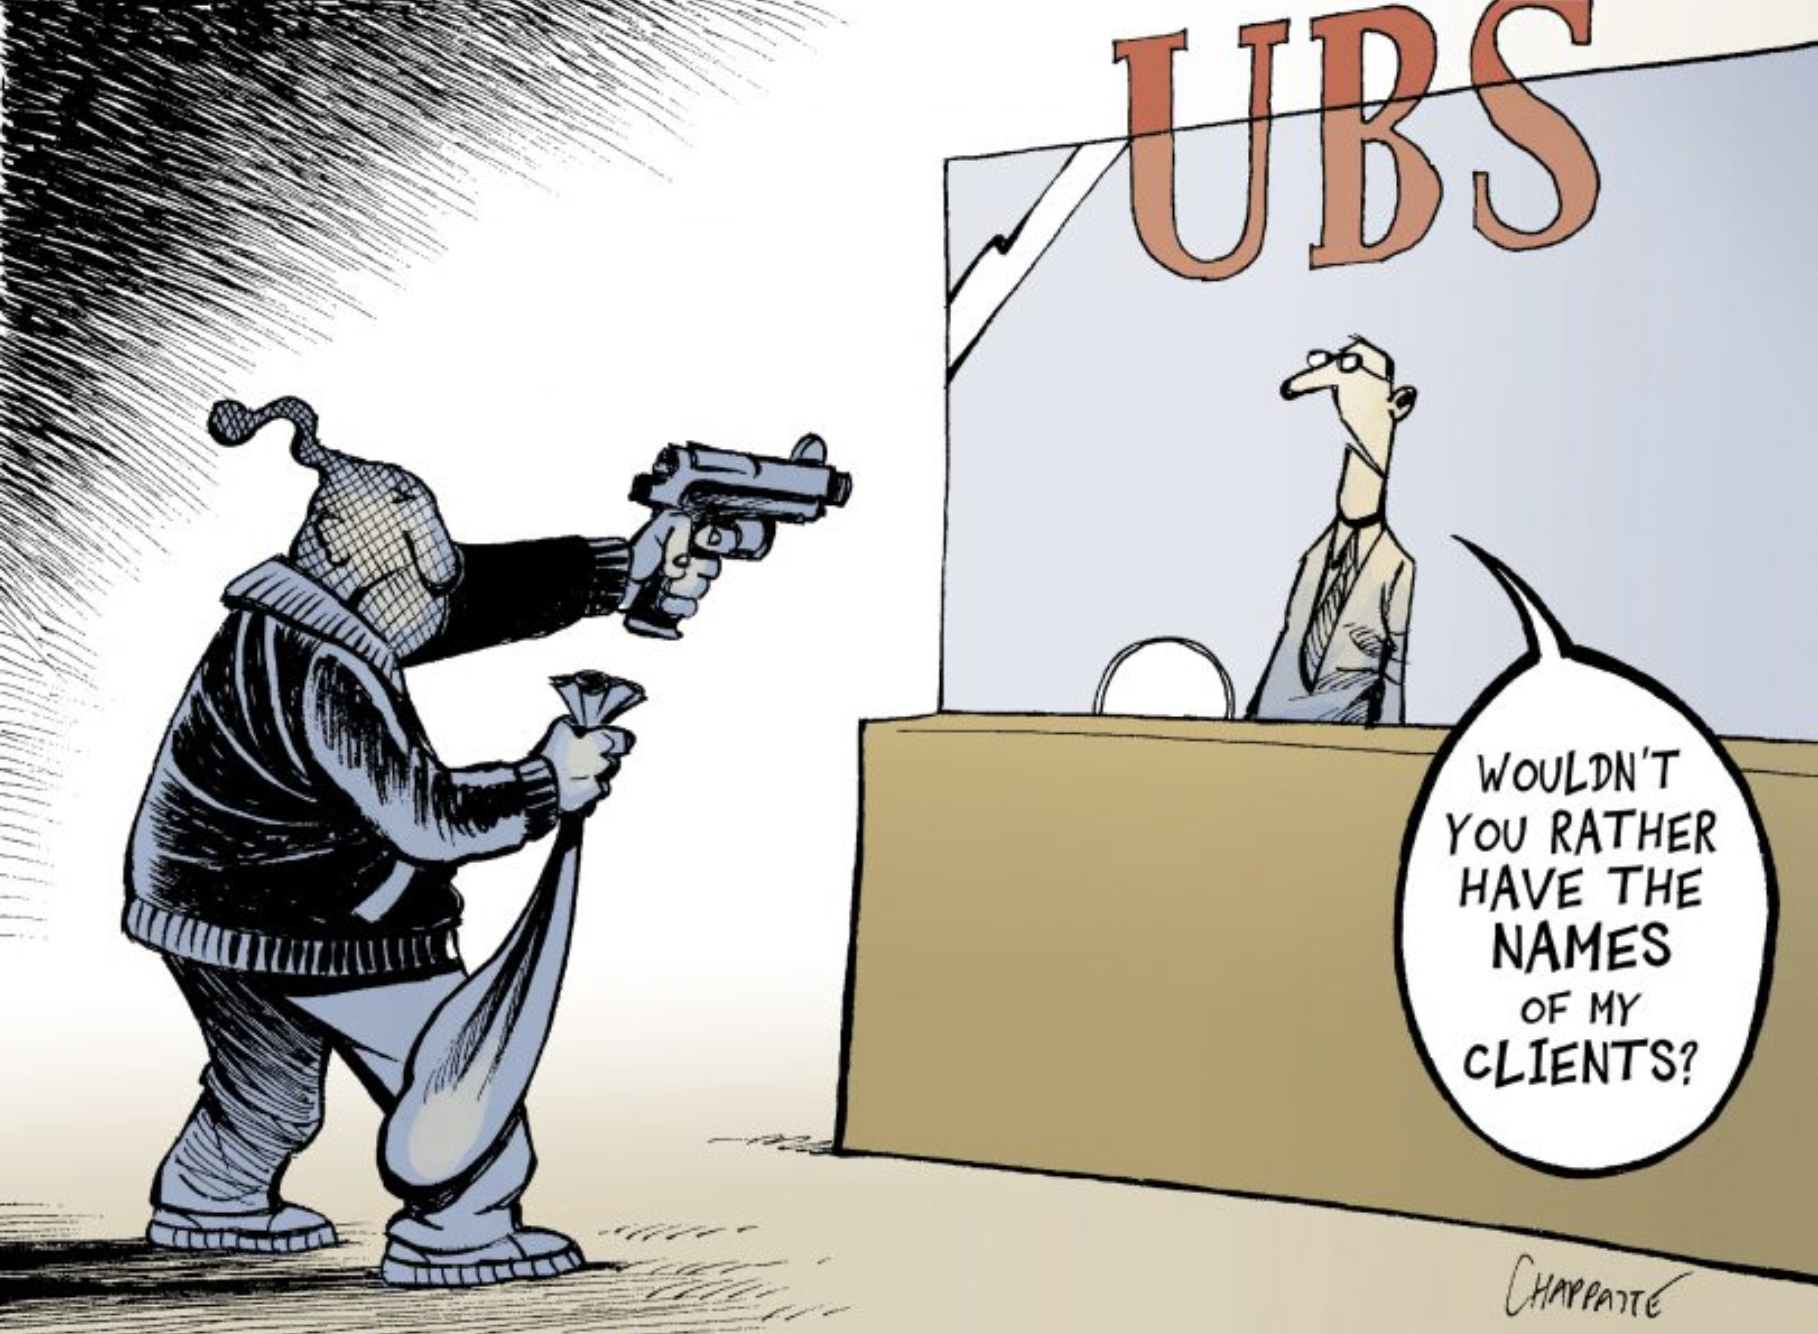 UBS
WOULDN'T
YOU RATHER
HAVE THE
NAMES
OF MY
CLIENTS?
CHAPPATTE